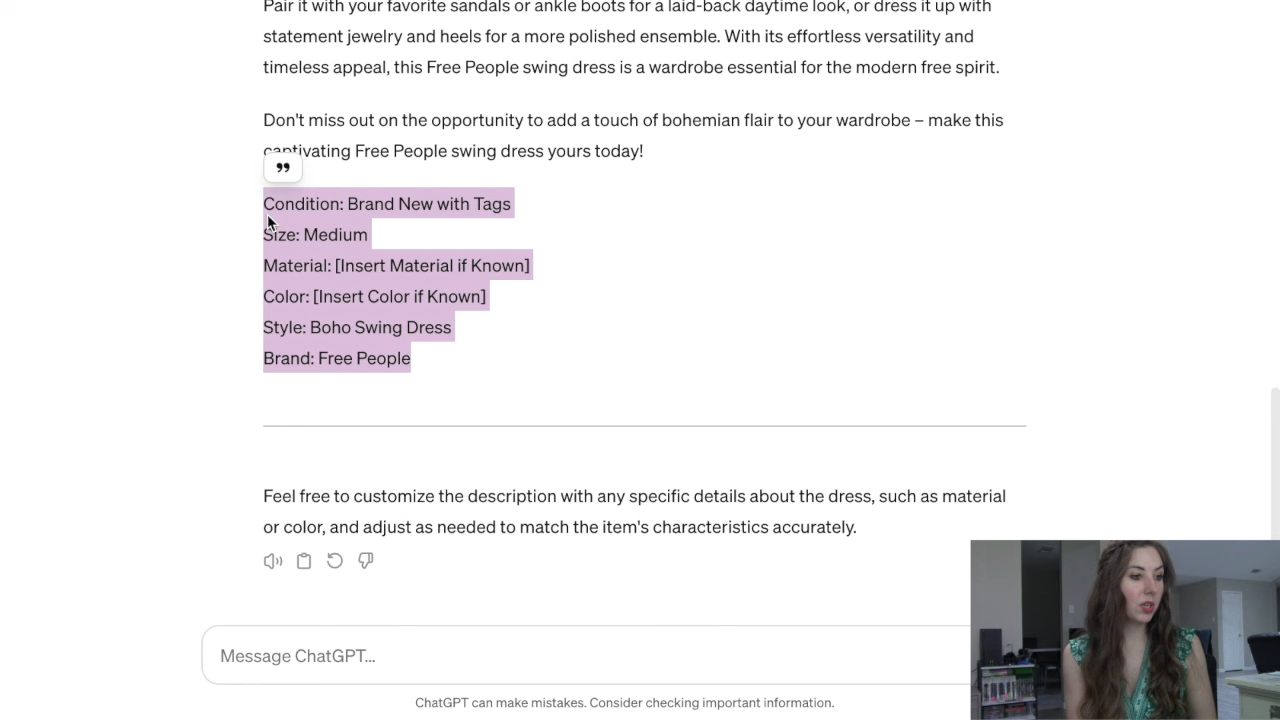 Pair it with your favorite sandals or ankle boots for a laid-back daytime look, or dress it up with
statement jewelry and heels for a more polished ensemble. With its effortless versatility and
timeless appeal, this Free People swing dress is a wardrobe essential for the modern free spirit.
Don't miss out on the opportunity to add a touch of bohemian flair to your wardrobe – make this
captivating Free People swing dress yours today!
Condition: Brand New with Tags
Size: Medium
Material: [Insert Material if Known]
Color: [Insert Color if Known]
Style: Boho Swing Dress
Brand: Free People
Feel free to customize the description with any specific details about the dress, such as material
or color, and adjust as needed to match the item's characteristics accurately.
Message ChatGPT...
ChatGPT can make mistakes. Consider checking important information.